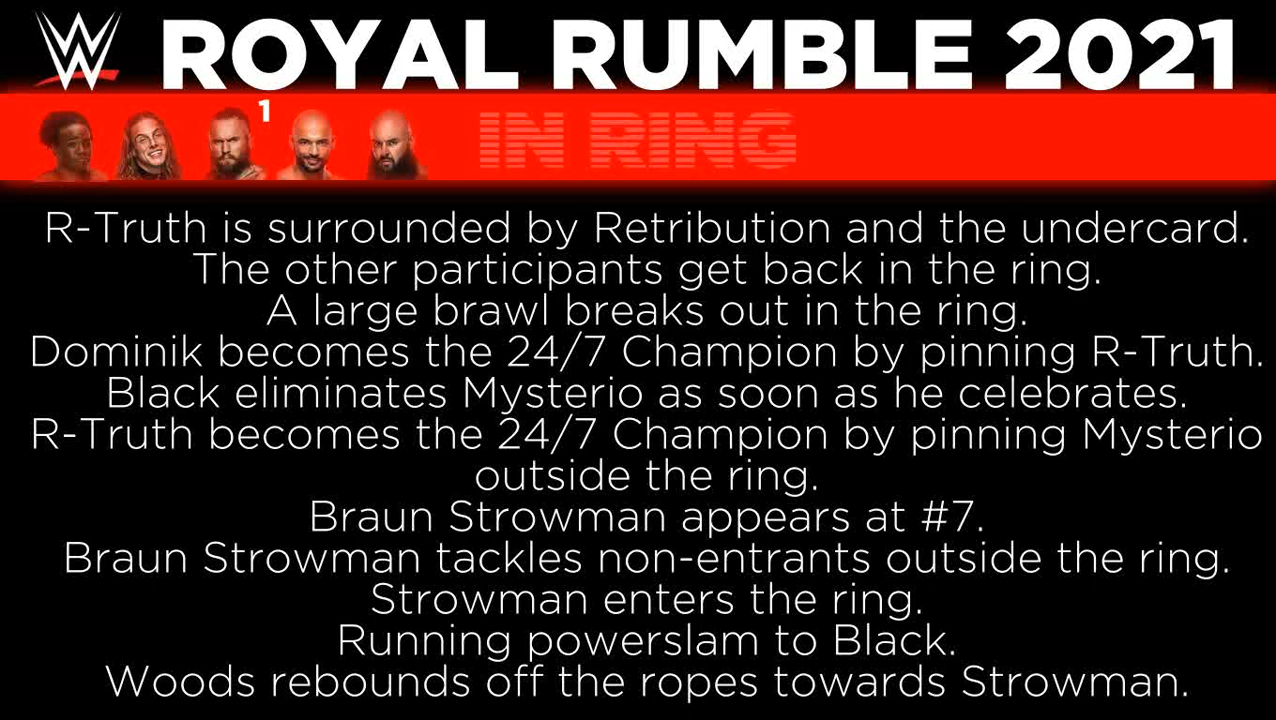 W ROYAL RUMBLE 2021
1
IN RING
R-Truth is surrounded by Retribution and the undercard.
The other participants get back in the ring.
A large brawl breaks out in the ring.
Dominik becomes the 24/7 Champion by pinning R-Truth.
Black eliminates Mysterio as soon as he celebrates.
R-Truth becomes the 24/7 Champion by pinning Mysterio
outside the ring.
Braun Strowman appears at #7.
Braun Strowman tackles non-entrants outside the ring.
Strowman enters the ring.
Running powerslam to Black.
Woods rebounds off the ropes towards Strowman.